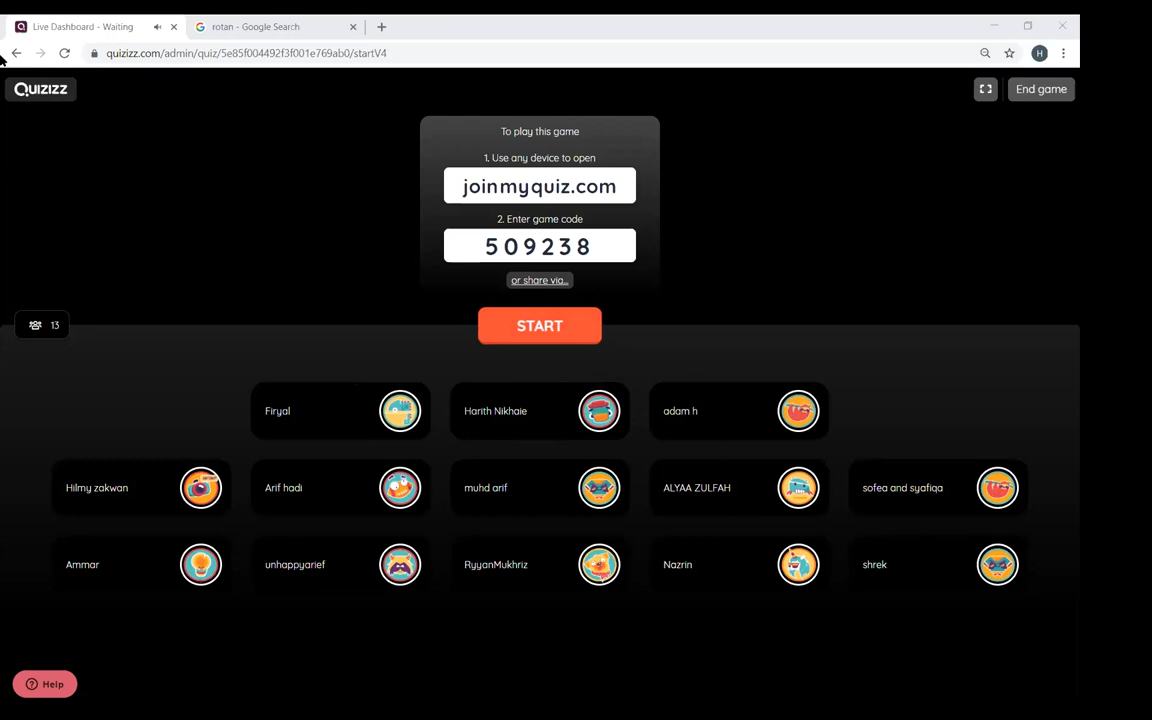 Live Dashboard - Waiting
rotan - Google Search
quizizz.com/admin/quiz/5e85f004492f3f001e769ab0/startV4
H
Quizizz
End game
To play this game
1. Use any device to open
joinmyquiz.com
2. Enter game code
509238
or share via...
13
START
Firyal
Harith Nikhaie
adam h
Hilmy zakwan
Arif hadi
muhd arif
ALYAA ZULFAH
sofea and syafiqa
Ammar
unhappyarief
RyyanMukhriz
Nazrin
shrek
Help